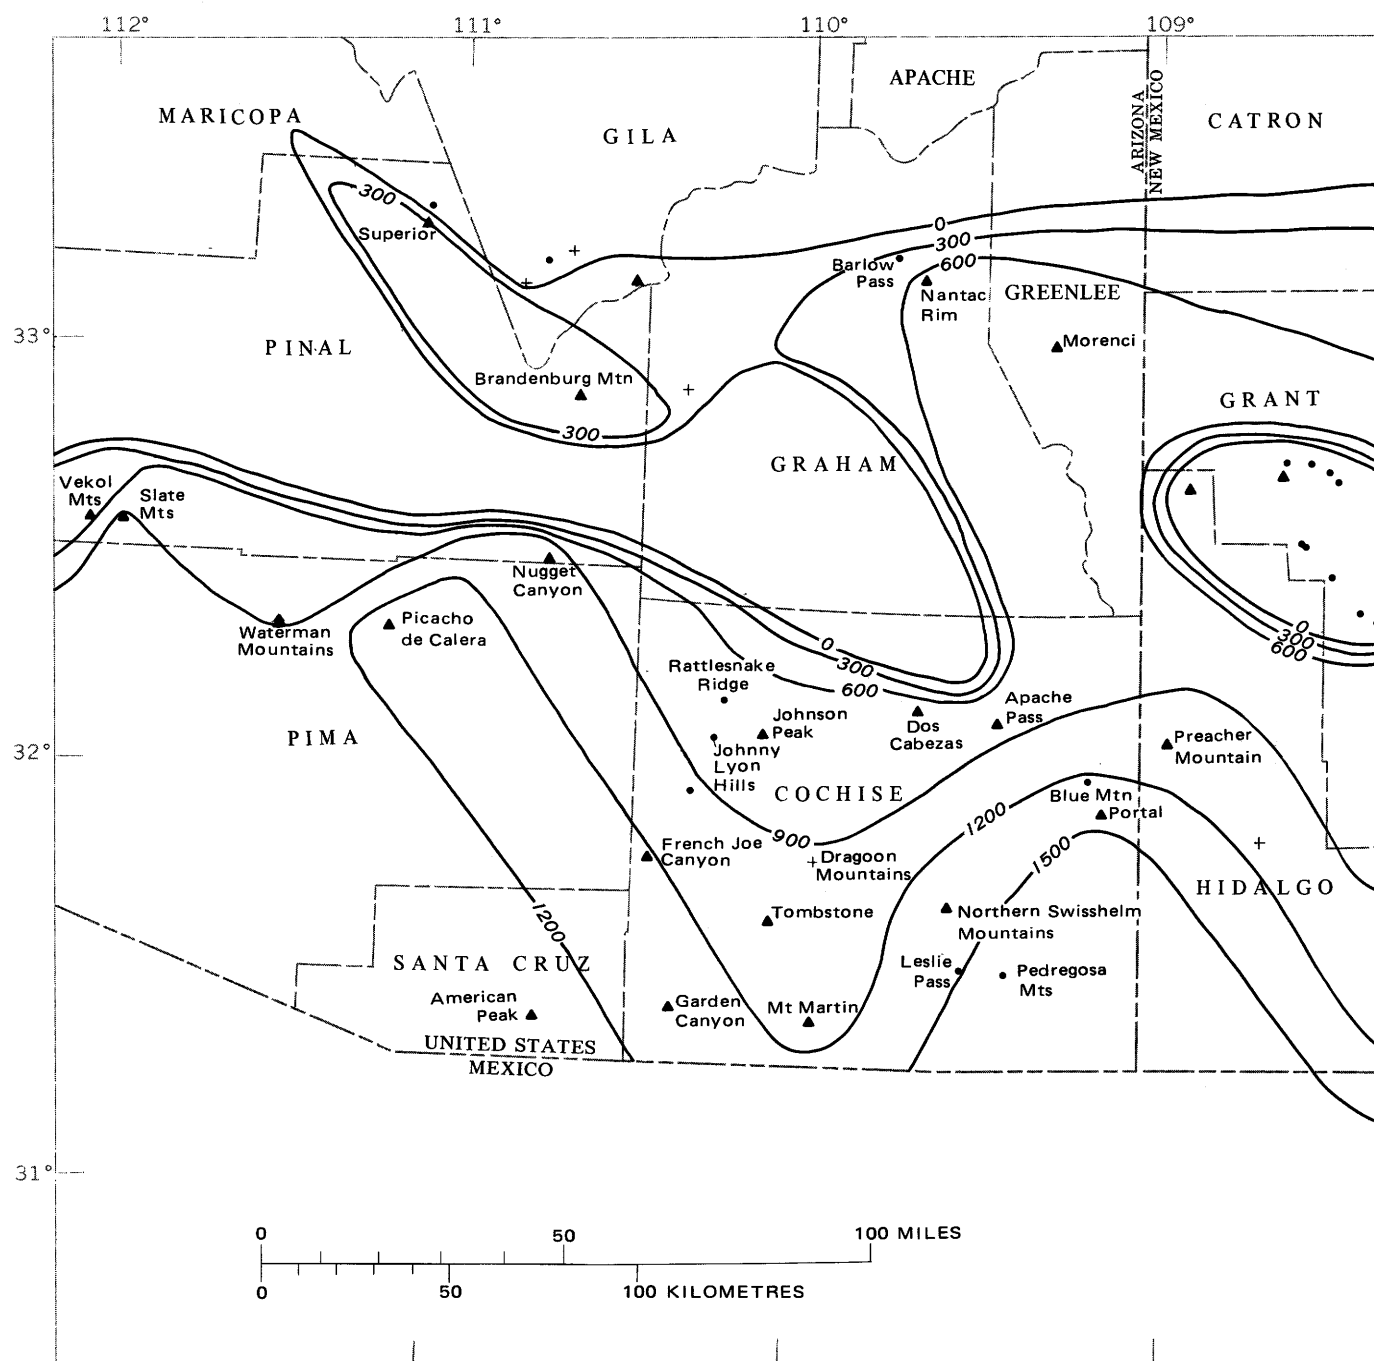 112°
111°
110°
109°
APACHE
MARICOPA
GILA
ARIZONA
NEW MEXICO
CATRON
300
Superior
0
300
600
Barlow
Pass
Nantac
Rim
GREENLEE
33°
PINAL
Morenci
Brandenburg Mtn
300
GRANT
GRAHAM
Vekol
Mts
Slate
Mts
Nugget
Canyon
Picacho
de Calera
Waterman
Mountains
0
300
600
0
300
600
Rattlesnake
Ridge
Apache
Pass
Johnson
Peak
Dos
Cabezas
32°
PIMA
Preacher
Mountain
Johnny
Lyon
Hills
COCHISE
Blue Mtn
Portal
900
1200
1500
French Joe
Canyon
Dragoon
Mountains
HIDALGO
1200
Tombstone
Northern Swisshelm
Mountains
SANTA CRUZ
Leslie
Pass
Pedregosa
Mts
American
Peak
Garden
Canyon
Mt Martin
UNITED STATES
MEXICO
31°
0
50
100 MILES
0
50
100 KILOMETRES